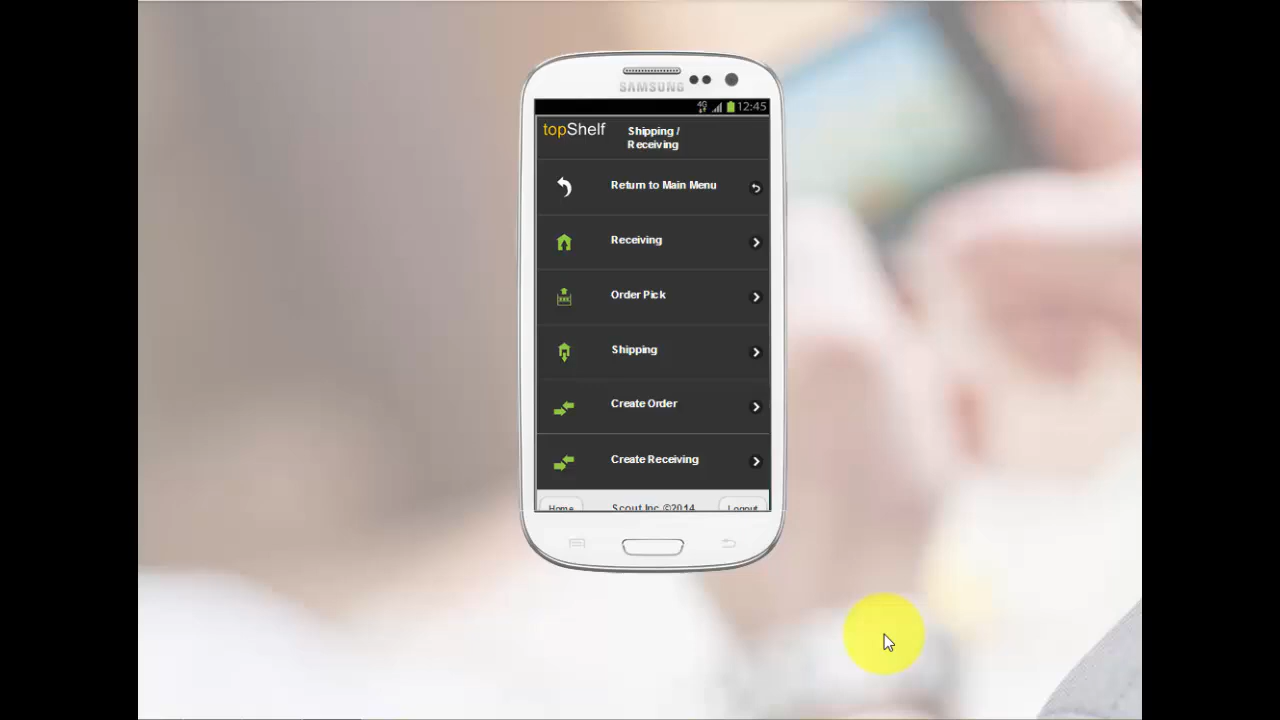 SAMSUNG
4G 12:45
topShelf
Shipping /
Receiving
Return to Main Menu
Receiving
Order Pick
Shipping
Create Order
Create Receiving
Home Scout Inc ©2014 Logout